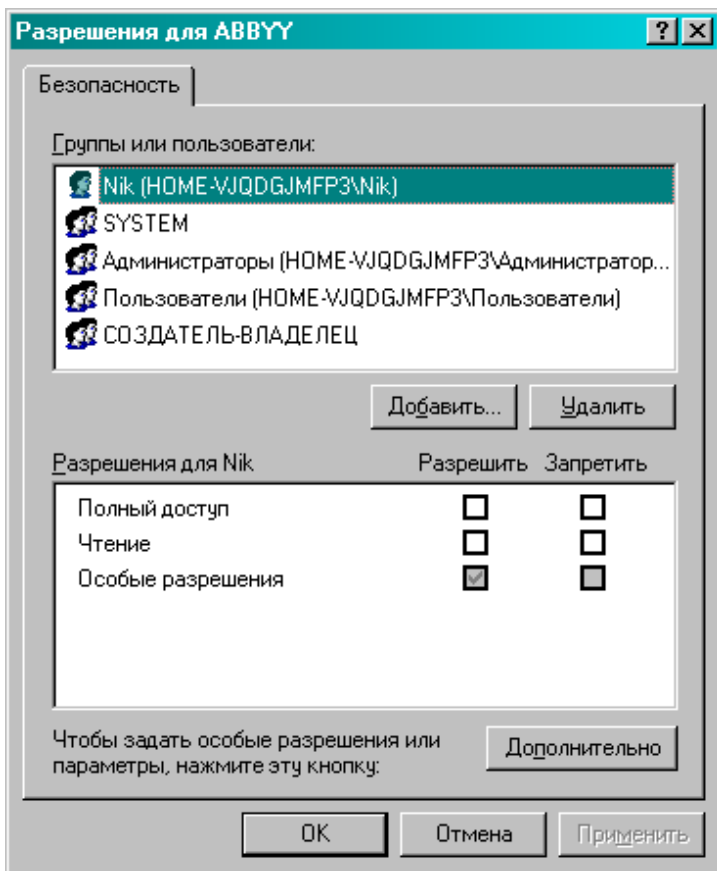 Разрешения для ABBYY
Безопасность
Группы или пользователи:
Nik (HOME-VJQDGJMFP3\Nik)
SYSTEM
Администраторы (HOME-VJQDGJMFP3\Администратор...
Пользователи (HOME-VJQDGJMFP3\Пользователи)
СОЗДАТЕЛЬ-ВЛАДЕЛЕЦ
Добавить... Удалить
Разрешения для Nik Разрешить Запретить
Полный доступ
Чтение
Особые разрешения
Чтобы задать особые разрешения или
параметры, нажмите эту кнопку:
Дополнительно
OK Отмена Применить